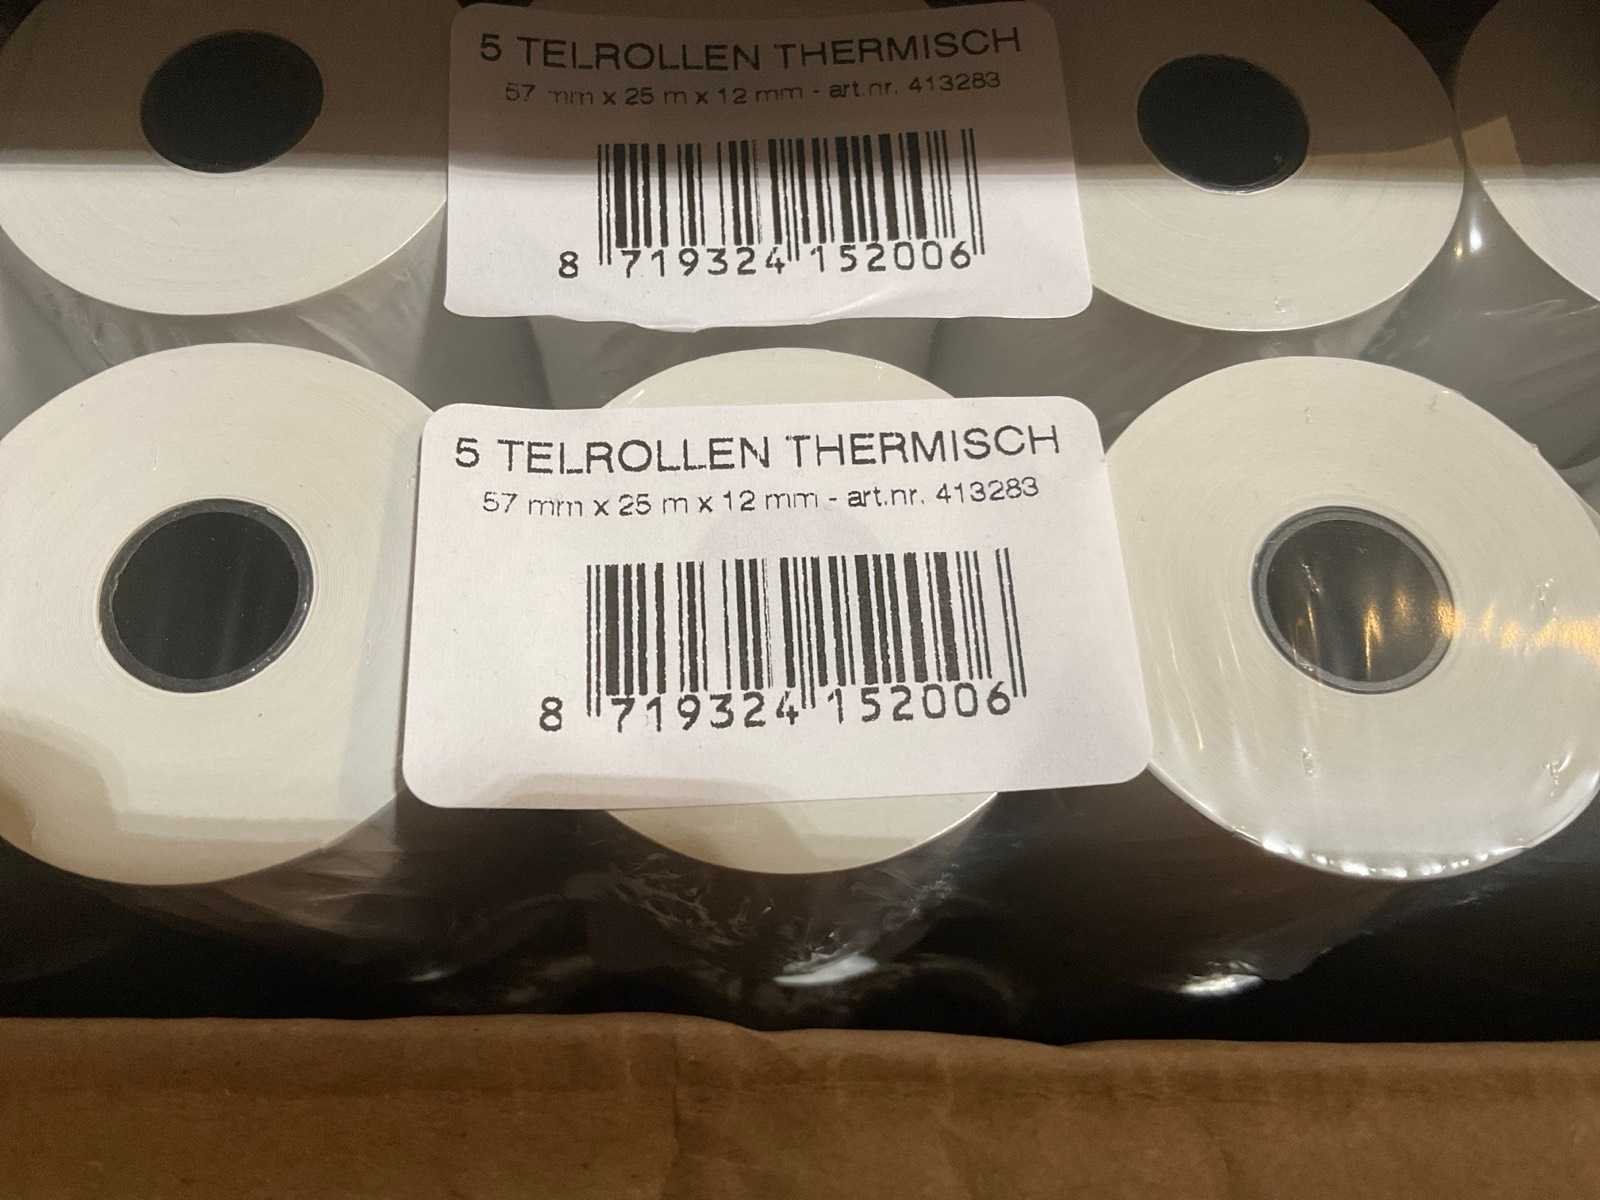 5 TELROLLEN THERMISCH
57 mm x 25 m x 12 mm - art.nr. 413283
8 719324 152006
5 TELROLLEN THERMISCH
57 mm x 25 m x 12 mm - art.nr. 413283
8 719324 152006